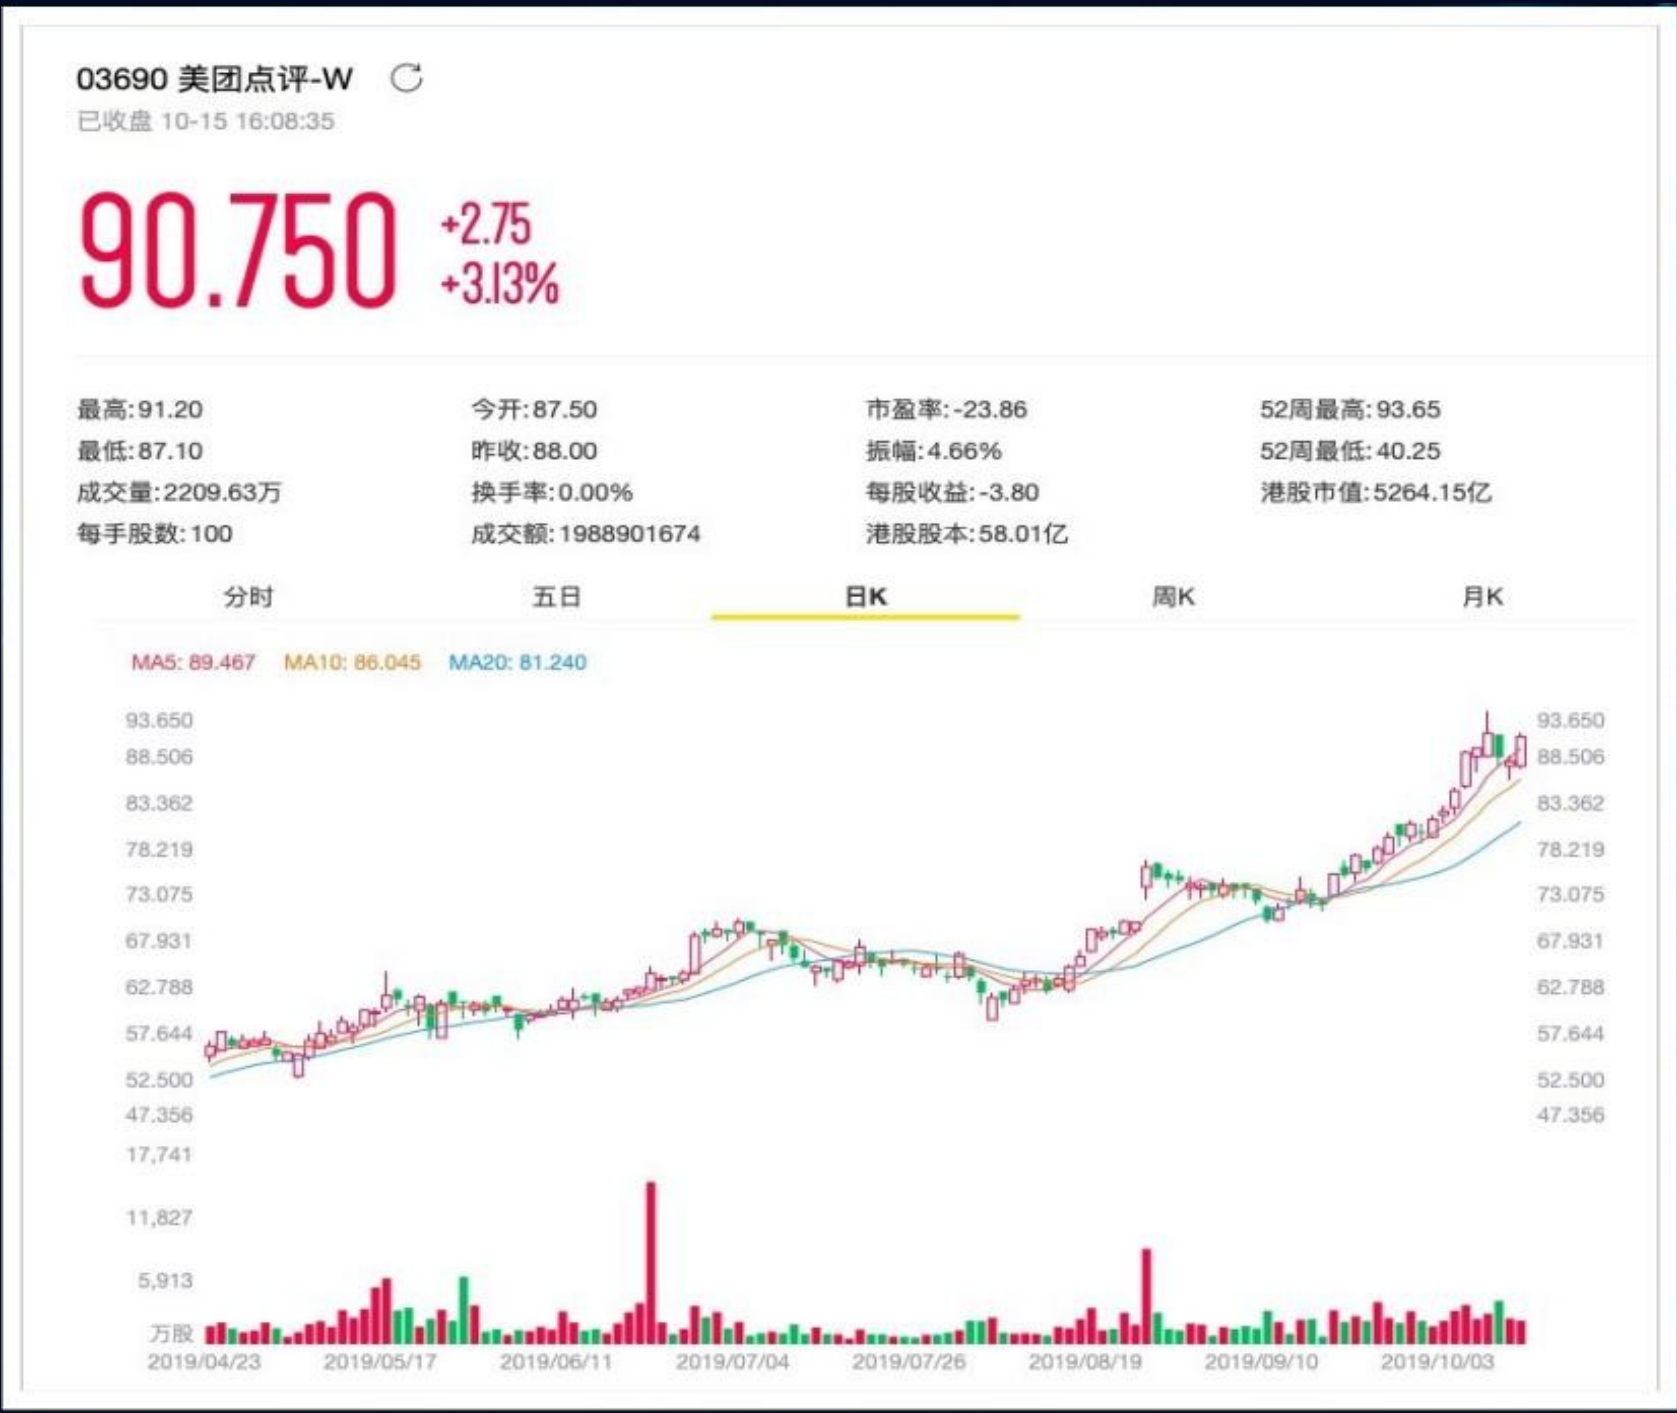 03690 美团点评-W
已收盘 10-15 16:08:35
90.750
+2.75
+3.13%
最高:91.20 今开:87.50 市盈率:-23.86 52周最高:93.65
最低:87.10 昨收:88.00 振幅:4.66% 52周最低:40.25
成交量:2209.63万 换手率:0.00% 每股收益:-3.80 港股市值:5264.15亿
每手股数:100 成交额:1988901674 港股股本:58.01亿
分时 五日 日K 周K 月K
MA5: 89.467 MA10: 86.045 MA20: 81.240
93.650 93.650
88.506 88.506
83.362 83.362
78.219 78.219
73.075 73.075
67.931 67.931
62.788 62.788
57.644 57.644
52.500 52.500
47.356 47.356
17,741
11,827
5,913
万股
2019/04/23 2019/05/17 2019/06/11 2019/07/04 2019/07/26 2019/08/19 2019/09/10 2019/10/03